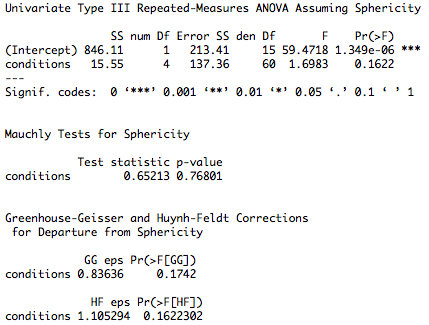 Univariate Type III Repeated-Measures ANOVA Assuming Sphericity
SS num Df Error SS den Df F Pr(>F)
(Intercept) 846.11 1 213.41 15 59.4718 1.349e-06 ***
conditions 15.55 4 137.36 60 1.6983 0.1622
---
Signif. codes: 0 ‘***’ 0.001 ‘**’ 0.01 ‘*’ 0.05 ‘.’ 0.1 ‘ ’ 1
Mauchly Tests for Sphericity
Test statistic p-value
conditions 0.65213 0.76801
Greenhouse-Geisser and Huynh-Feldt Corrections
for Departure from Sphericity
GG eps Pr(>F[GG])
conditions 0.83636 0.1742
HF eps Pr(>F[HF])
conditions 1.105294 0.1622302